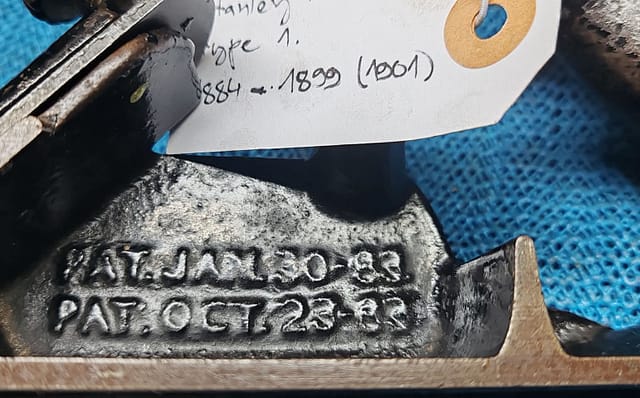 tanley
ype 1.
884 - 1899 (1901)
PAT. JAN. 30-83.
PAT. OCT. 23-83